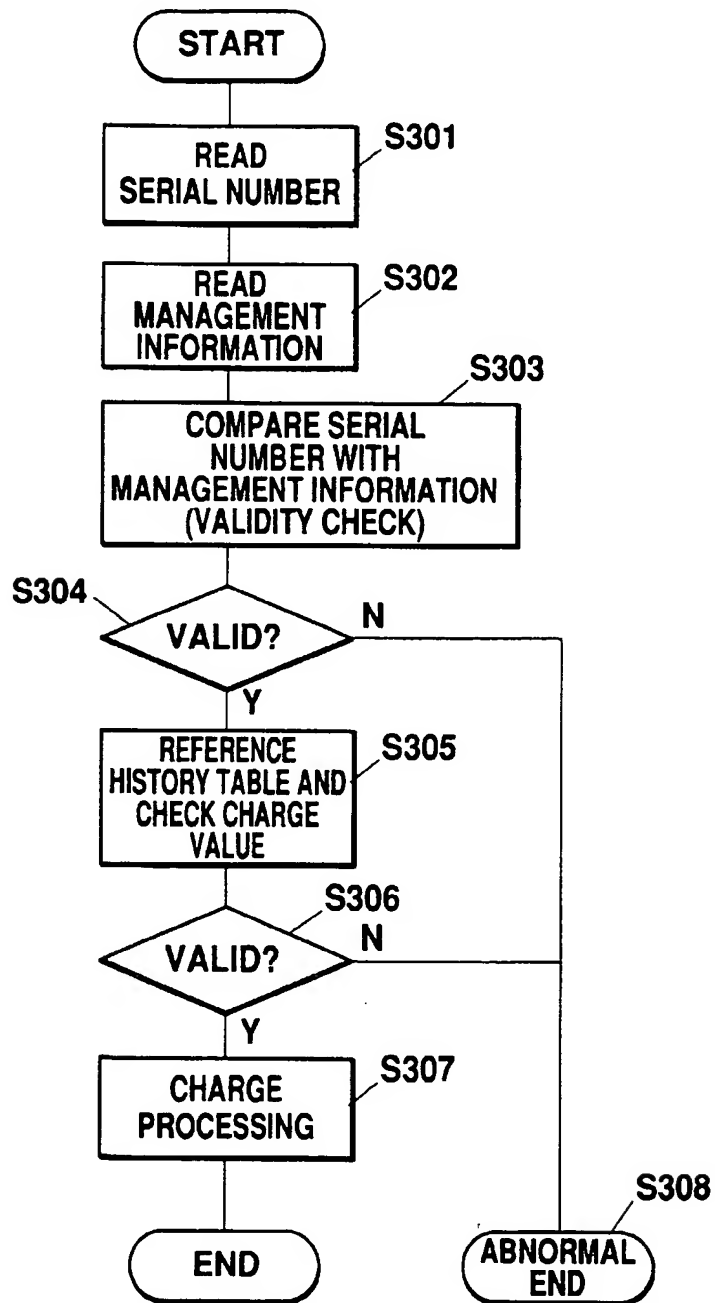 START
S301
READ
SERIAL NUMBER
S302
READ
MANAGEMENT
INFORMATION
S303
COMPARE SERIAL
NUMBER WITH
MANAGEMENT INFORMATION
(VALIDITY CHECK)
S304
VALID?
N
Y
S305
REFERENCE
HISTORY TABLE AND
CHECK CHARGE
VALUE
S306
VALID?
N
Y
S307
CHARGE
PROCESSING
S308
END
ABNORMAL
END